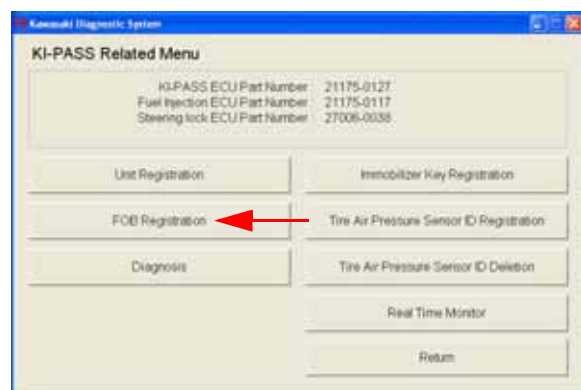 Kawasaki Diagnostic System
KI-PASS Related Menu
KI-PASS ECU Part Number 21175-0127
Fuel Injection ECU Part Number 21175-0117
Steering lock ECU Part Number 27006-0038
Unit Registration
Immobilizer Key Registration
FOB Registration
Tire Air Pressure Sensor ID Registration
Diagnosis
Tire Air Pressure Sensor ID Deletion
Real Time Monitor
Return